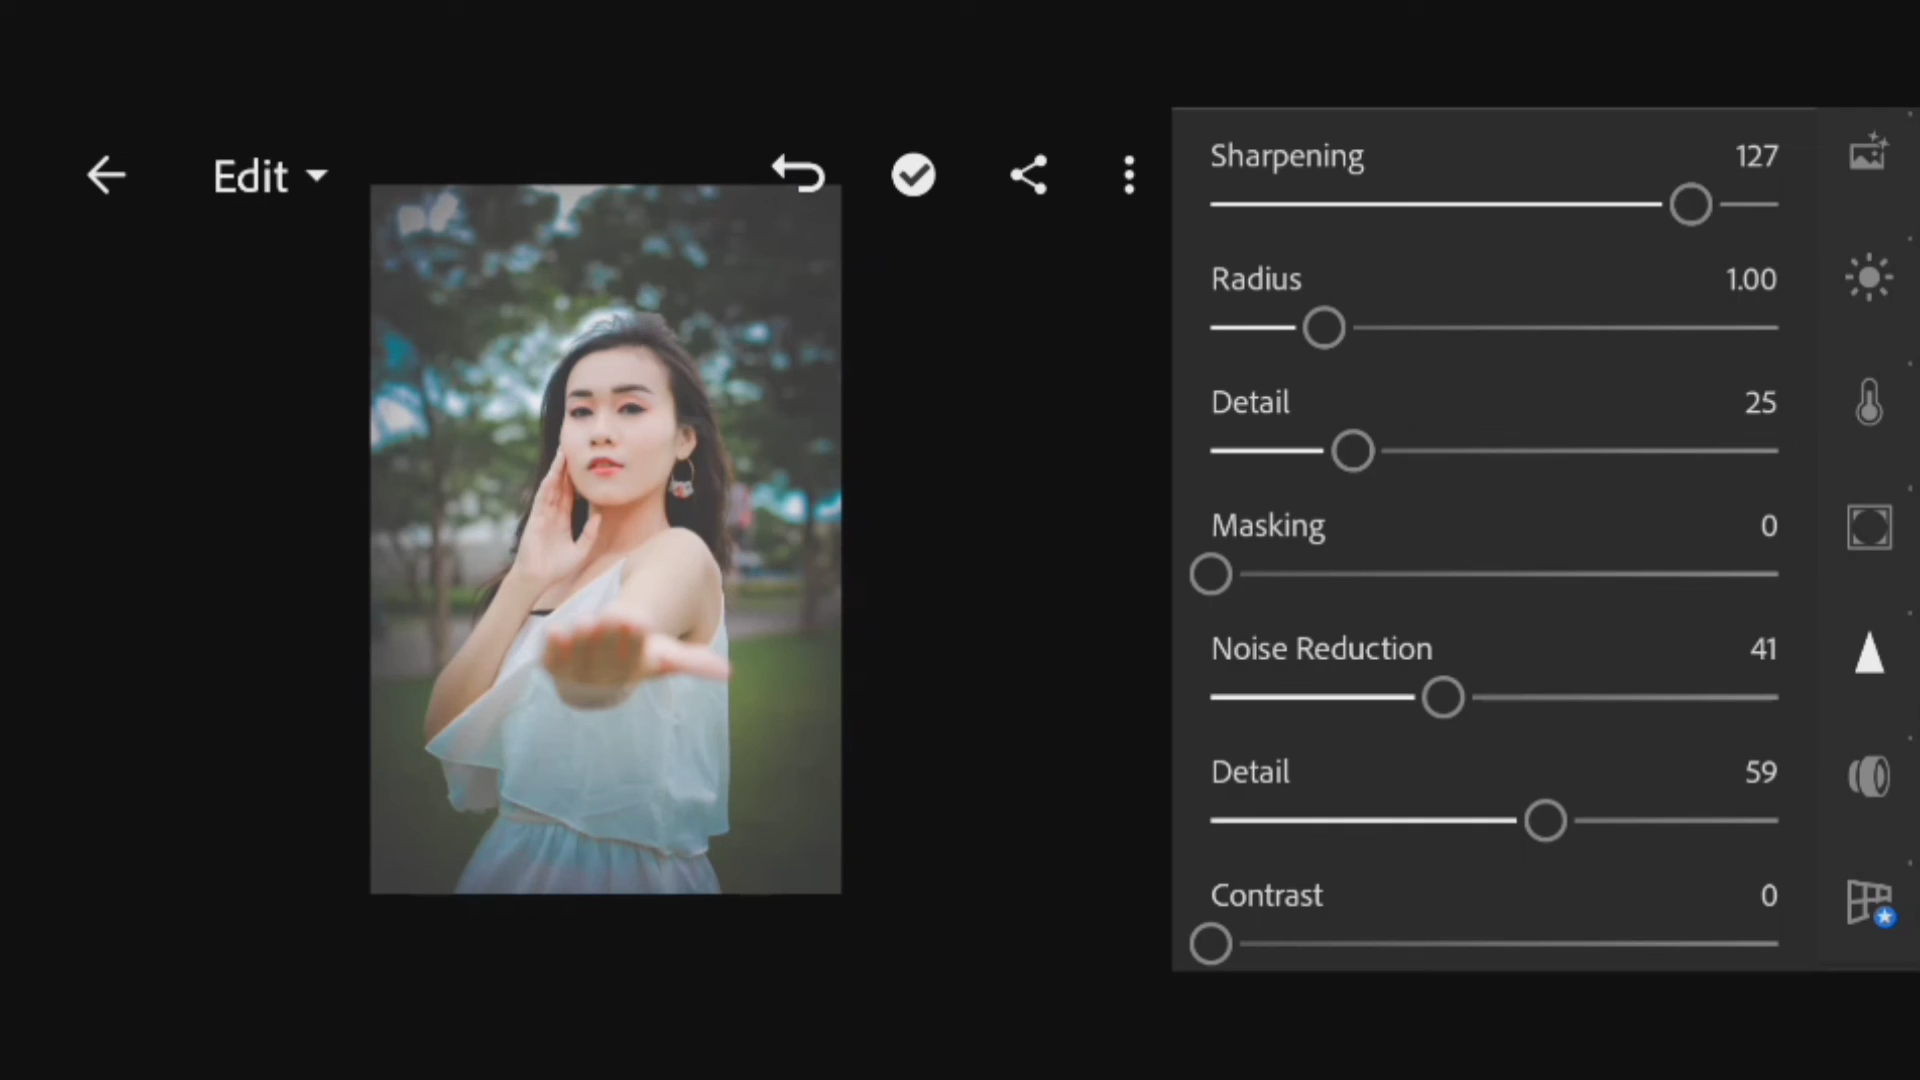 Edit
Sharpening 127
Radius 1.00
Detail 25
Masking 0
Noise Reduction 41
Detail 59
Contrast 0